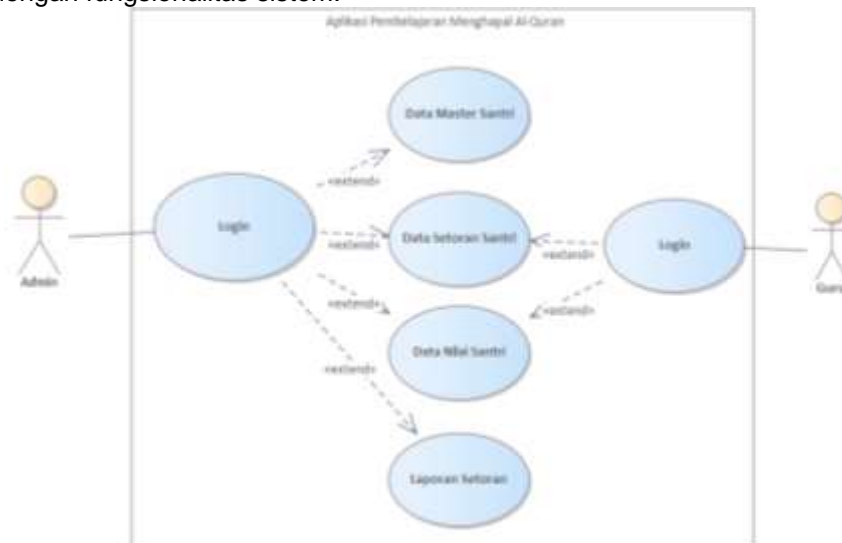 dengan fungsionalitas sistem.
Aplikasi Pembelajaran Menghapal Al-Quran
Data Master Santri
«extend»
Login
Data Setoran Santri
Login
«extend»
«extend»
Admin
Guru
«extend»
«extend»
Data Nilai Santri
«extend»
Laporan Setoran